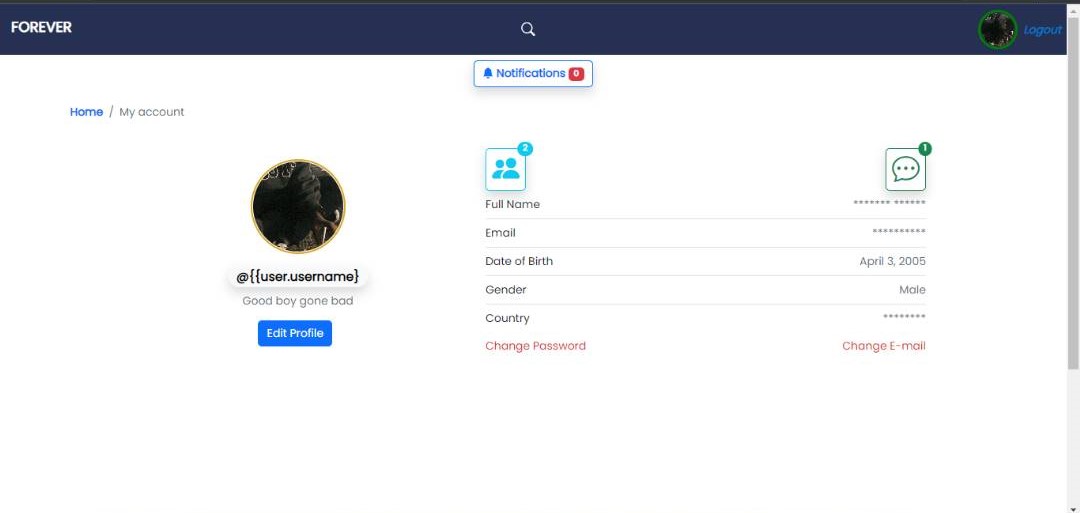 FOREVER
Logout
Notifications 0
Home / My account
2
1
Full Name ******* ******
Email **********
Date of Birth April 3, 2005
Gender Male
Country ********
Change Password Change E-mail
@{{user.username}
Good boy gone bad
Edit Profile